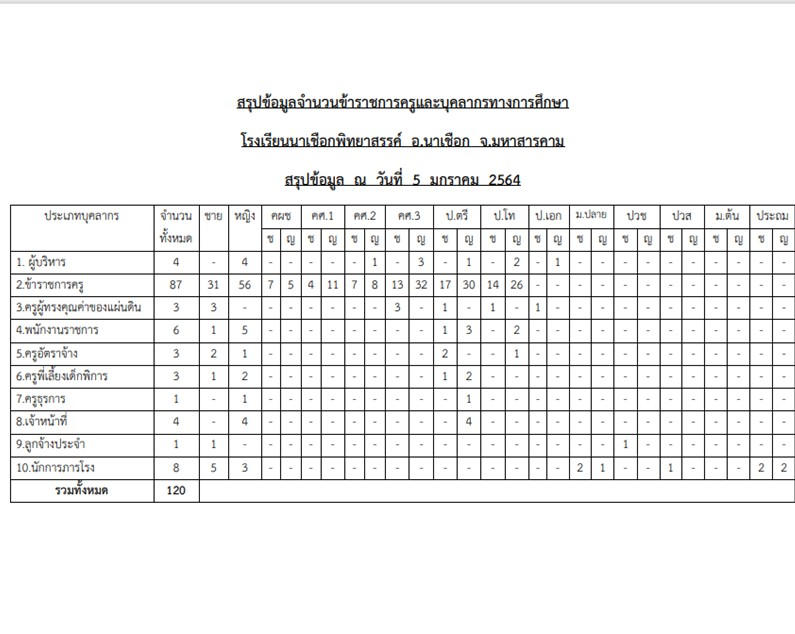 สรุปข้อมูลจำนวนข้าราชการครูและบุคลากรทางการศึกษา
โรงเรียนนาเชือกพิทยาสรรค์ อ.นาเชือก จ.มหาสารคาม
สรุปข้อมูล ณ วันที่ 5 มกราคม 2564
ประเภทบุคลากร จำนวน ชาย หญิง คผช คศ.1 คศ.2 คศ.3 ป.ตรี ป.โท ป.เอก ม.ปลาย ปวช ปวส ม.ต้น ประถม
ทั้งหมด ช ญ ช ญ ช ญ ช ญ ช ญ ช ญ ช ญ ช ญ ช ญ ช ญ ช ญ ช ญ
1. ผู้บริหาร 4 - 4 - - - - - 1 - 3 - 1 - 2 - 1 - - - - - - - - - -
2.ข้าราชการครู 87 31 56 7 5 4 11 7 8 13 32 17 30 14 26 - - - - - - - - - - - -
3.ครูผู้ทรงคุณค่าของแผ่นดิน 3 3 - - - - - - - 3 - 1 - 1 - 1 - - - - - - - - - - -
4.พนักงานราชการ 6 1 5 - - - - - - - - 1 3 - 2 - - - - - - - - - - - -
5.ครูอัตราจ้าง 3 2 1 - - - - - - - - 2 - - 1 - - - - - - - - - - - -
6.ครูพี่เลี้ยงเด็กพิการ 3 1 2 - - - - - - - - 1 2 - - - - - - - - - - - - - -
7.ครูธุรการ 1 - 1 - - - - - - - - - 1 - - - - - - - - - - - - - -
8.เจ้าหน้าที่ 4 - 4 - - - - - - - - - 4 - - - - - - - - - - - - - -
9.ลูกจ้างประจำ 1 1 - - - - - - - - - - - - - - - - - 1 - - - - - - -
10.นักการภารโรง 8 5 3 - - - - - - - - - - - - - - 2 1 - - 1 - - - 2 2
รวมทั้งหมด 120